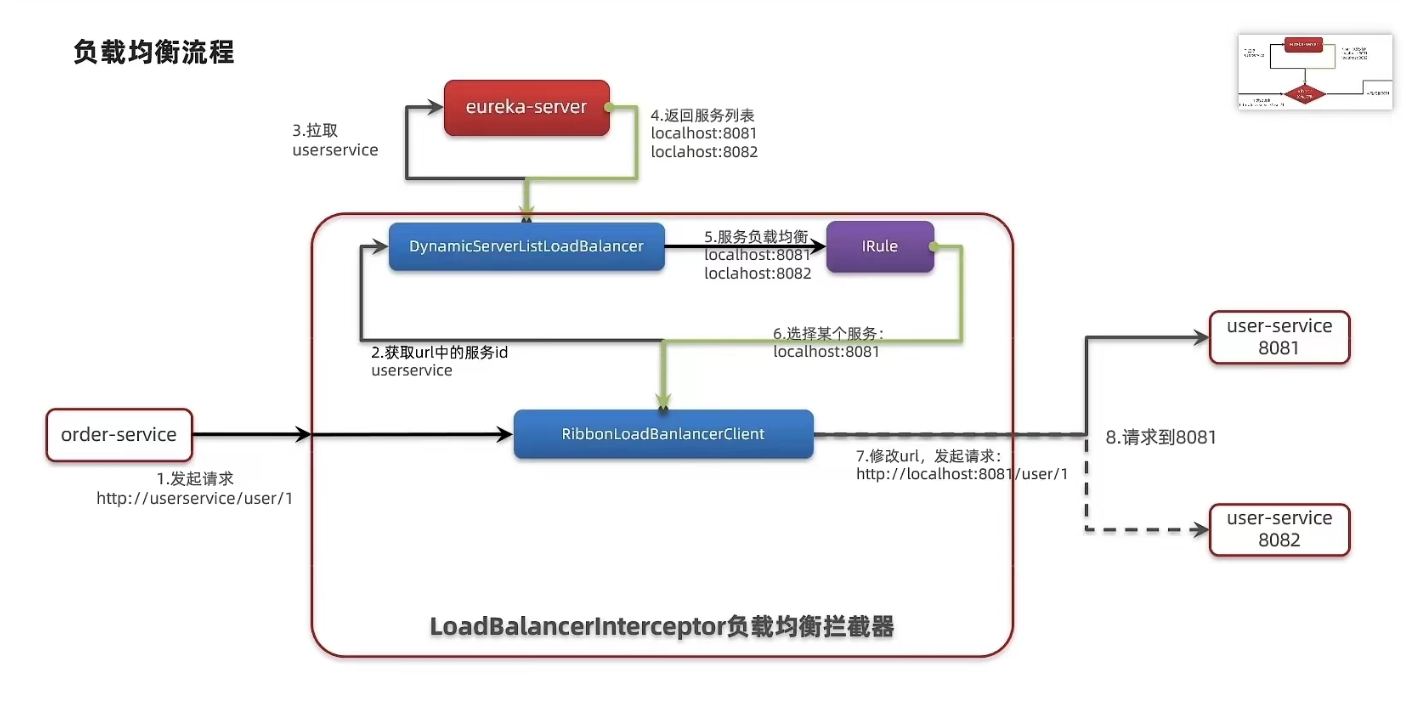 负载均衡流程
eureka-server
3.拉取
userservice
4.返回服务列表
localhost:8081
loclahost:8082
DynamicServerListLoadBalancer
5.服务负载均衡
localhost:8081
loclahost:8082
IRule
6.选择某个服务：
localhost:8081
2.获取url中的服务id
userservice
user-service
8081
order-service
RibbonLoadBanlancerClient
1.发起请求
http://userservice/user/1
7.修改url，发起请求：
http://localhost:8081/user/1
8.请求到8081
user-service
8082
LoadBalancerInterceptor负载均衡拦截器